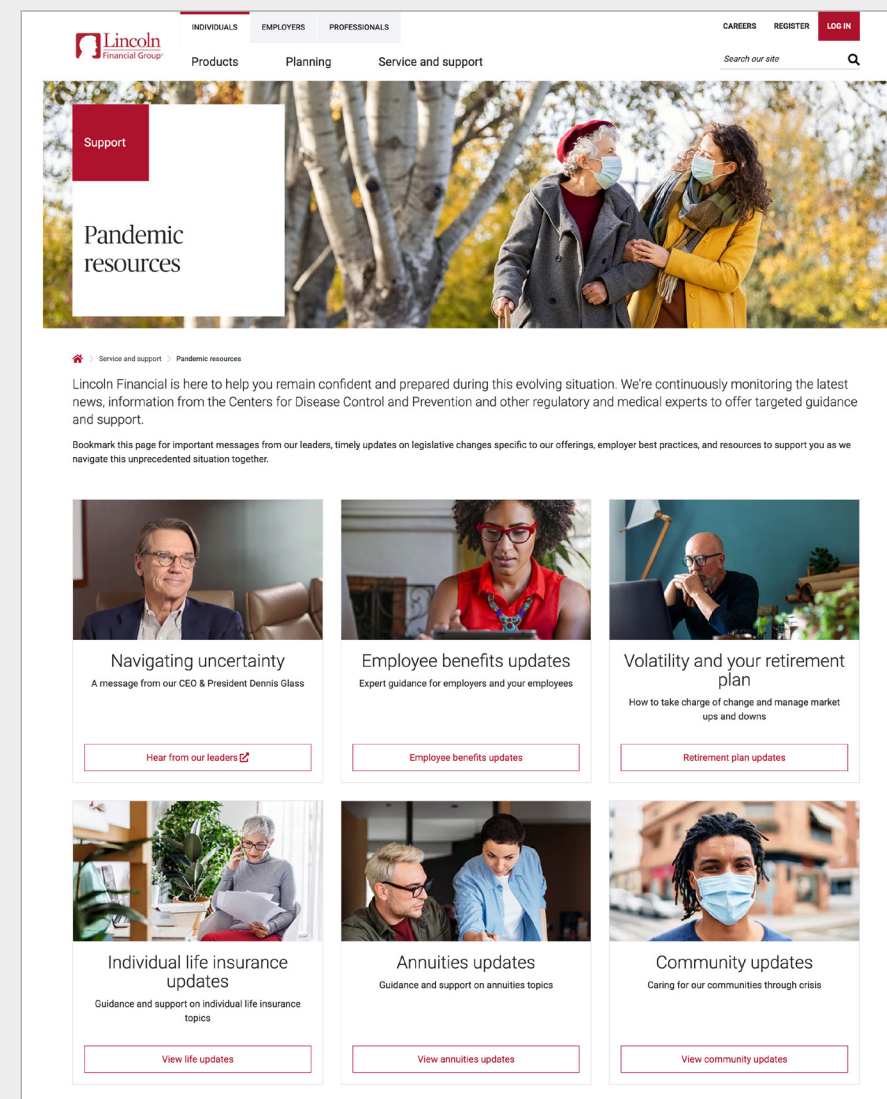 INDIVIDUALS EMPLOYERS PROFESSIONALS
CAREERS REGISTER LOG IN
Lincoln
Financial Group®
Products Planning Service and support
Search our site
Support
Pandemic
resources
Service and support > Pandemic resources
Lincoln Financial is here to help you remain confident and prepared during this evolving situation. We're continuously monitoring the latest
news, information from the Centers for Disease Control and Prevention and other regulatory and medical experts to offer targeted guidance
and support.
Bookmark this page for important messages from our leaders, timely updates on legislative changes specific to our offerings, employer best practices, and resources to support you as we
navigate this unprecedented situation together.
Navigating uncertainty
A message from our CEO & President Dennis Glass
Hear from our leaders
Employee benefits updates
Expert guidance for employers and your employees
Employee benefits updates
Volatility and your retirement
plan
How to take charge of change and manage market
ups and downs
Retirement plan updates
Individual life insurance
updates
Guidance and support on individual life insurance
topics
View life updates
Annuities updates
Guidance and support on annuities topics
View annuities updates
Community updates
Caring for our communities through crisis
View community updates